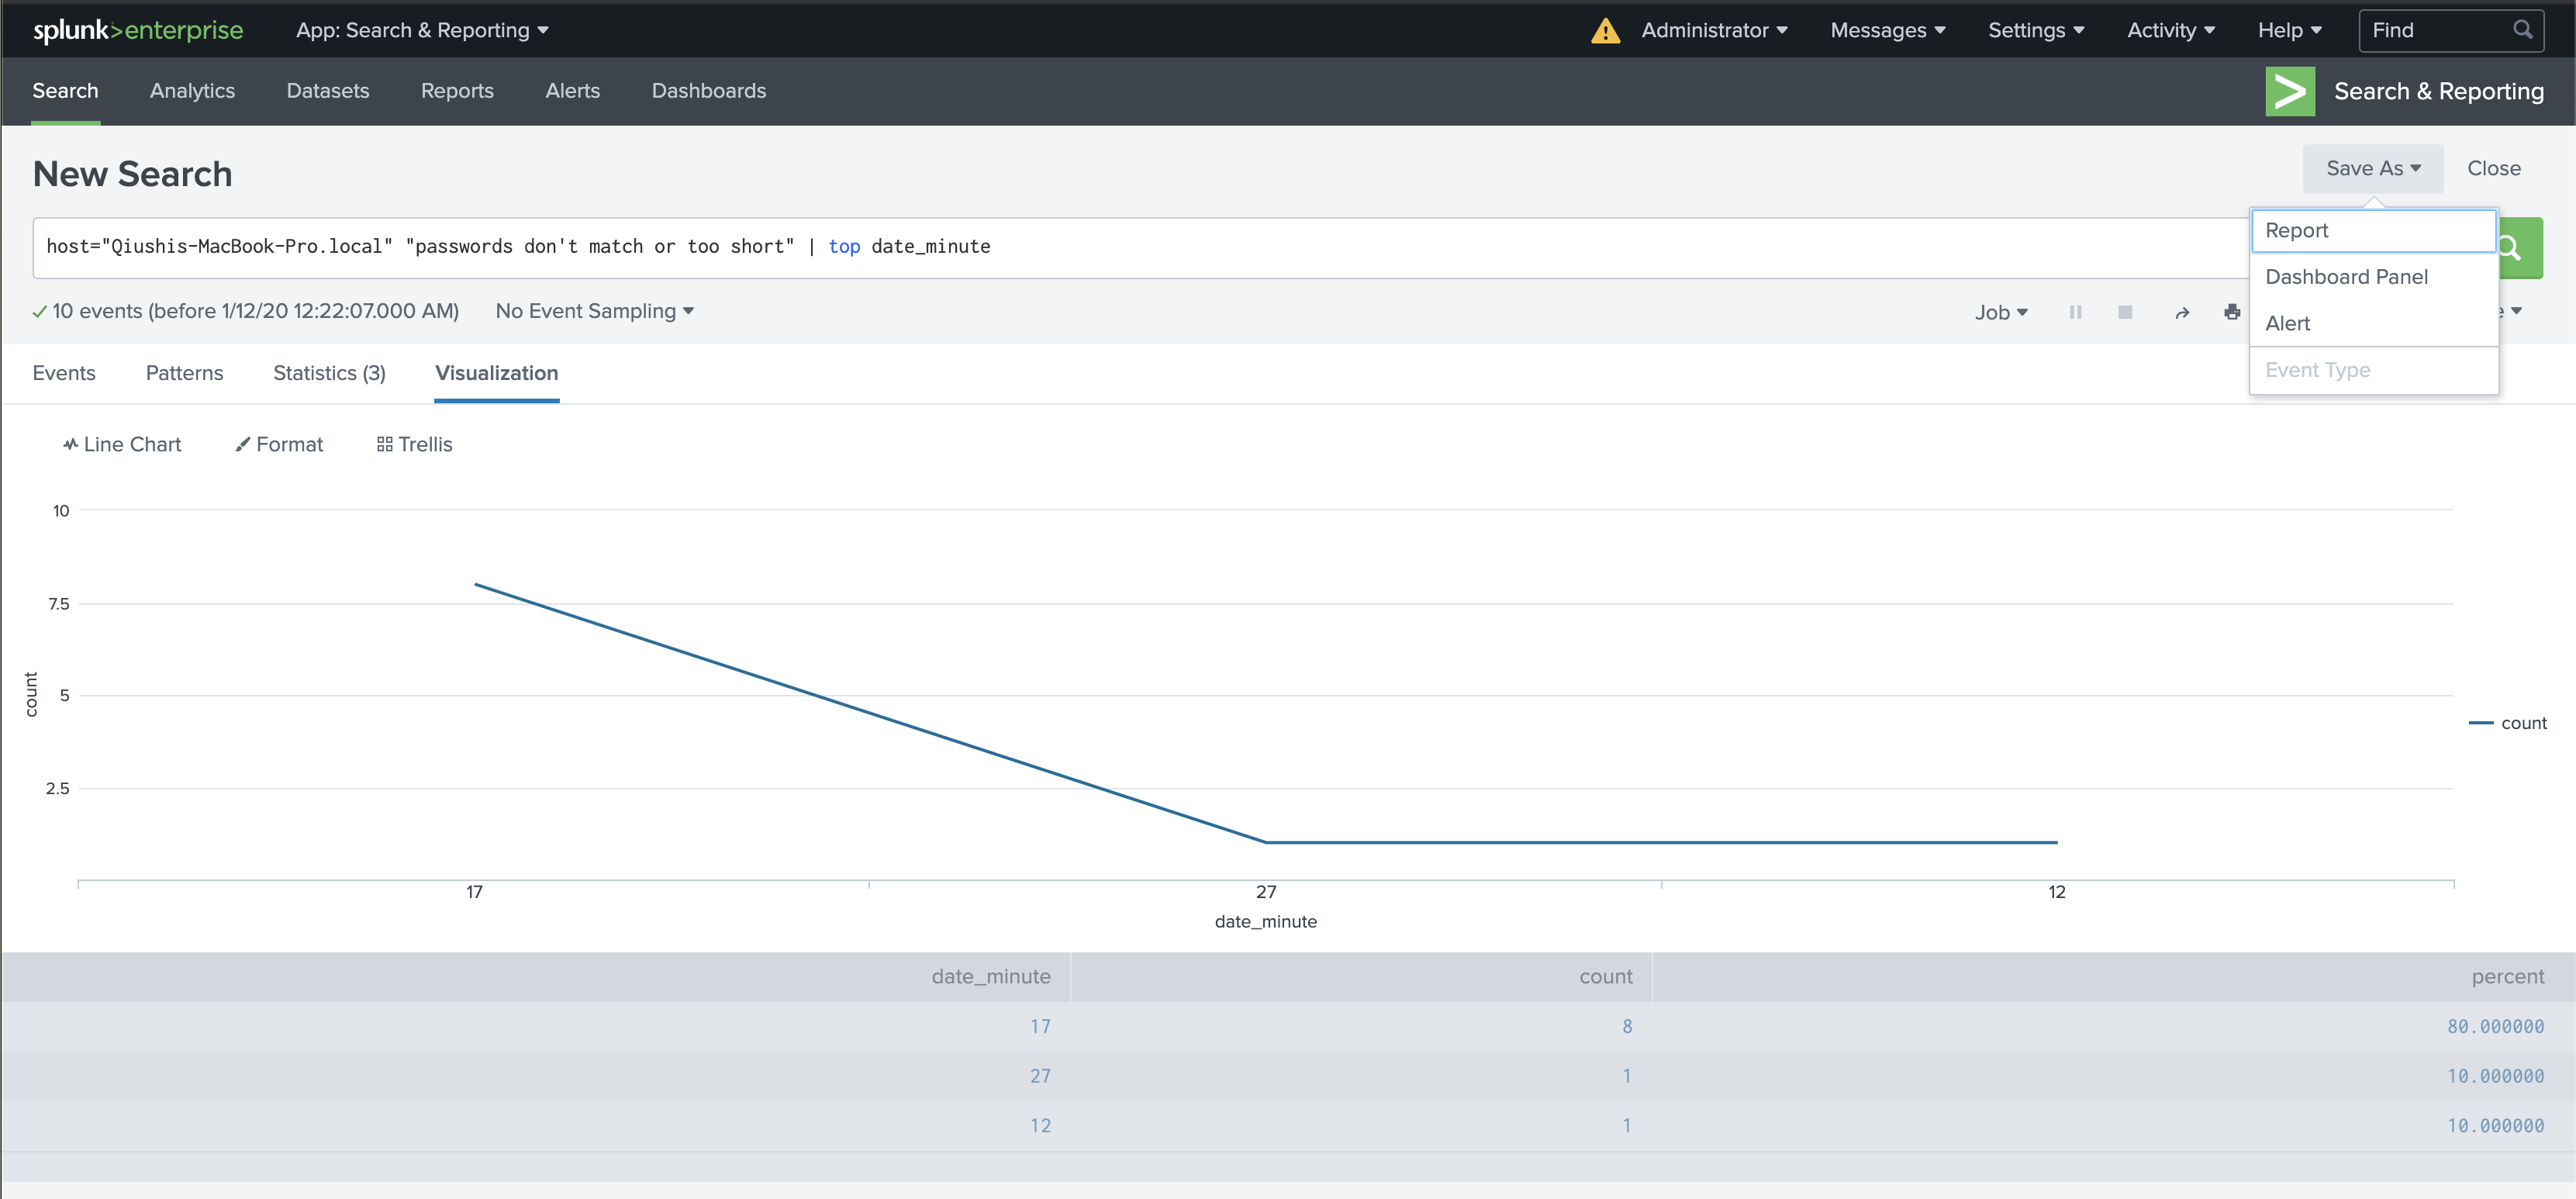 splunk>enterprise App: Search & Reporting Administrator Messages Settings Activity Help Find
Search Analytics Datasets Reports Alerts Dashboards Search & Reporting
New Search Save As Close
host="Qiushis-MacBook-Pro.local" "passwords don't match or too short" | top date_minute
Report
Dashboard Panel
Alert
Event Type
10 events (before 1/12/20 12:22:07.000 AM) No Event Sampling Job
Events Patterns Statistics (3) Visualization
Line Chart Format Trellis
10
7.5
5
2.5
count
count
17 27 12
date_minute
date_minute count percent
17 8 80.000000
27 1 10.000000
12 1 10.000000